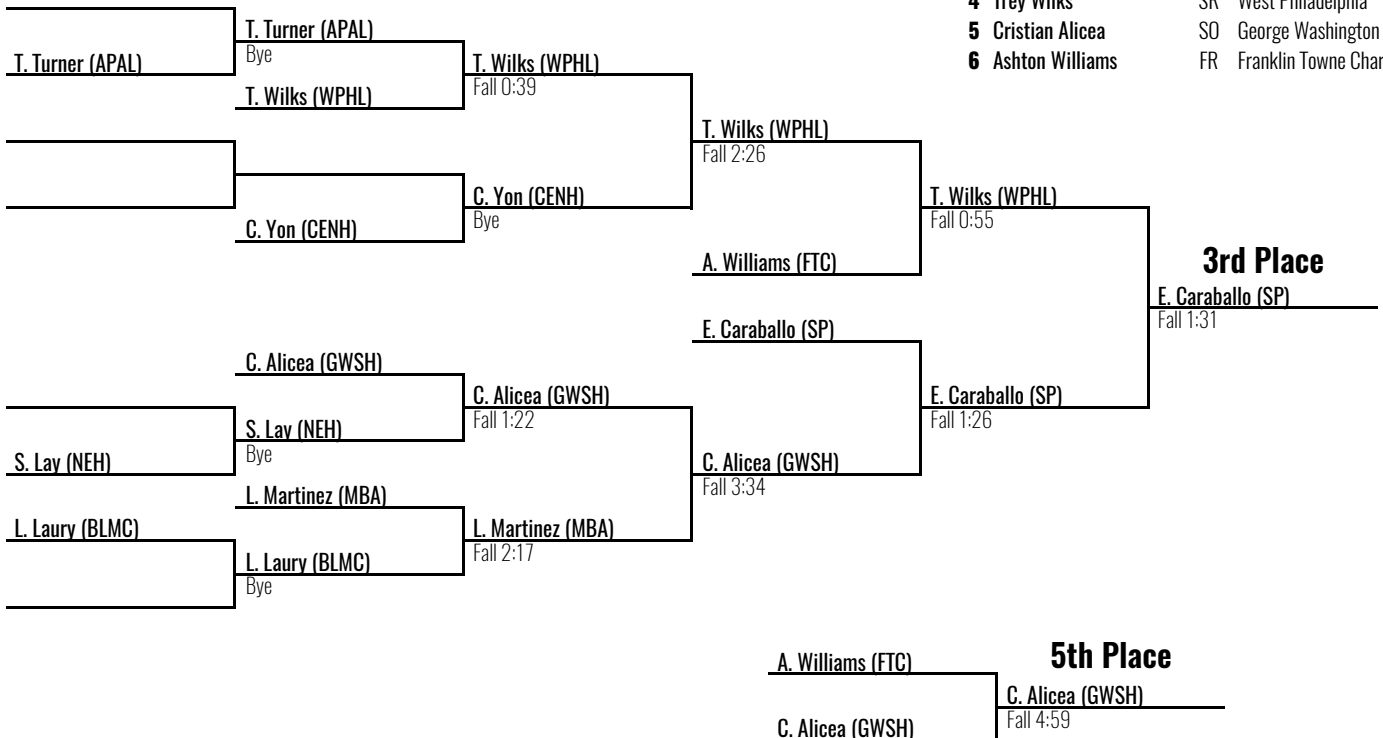 4 Trey Wilks SR West Philadelphia
5 Cristian Alicea SO George Washington
6 Ashton Williams FR Franklin Towne Char
T. Turner (APAL)
Bye
T. Turner (APAL)
T. Wilks (WPHL)
T. Wilks (WPHL)
Fall 0:39
T. Wilks (WPHL)
Fall 2:26
C. Yon (CENH)
Bye
C. Yon (CENH)
T. Wilks (WPHL)
Fall 0:55
A. Williams (FTC)
3rd Place
E. Caraballo (SP)
Fall 1:31
E. Caraballo (SP)
C. Alicea (GWSH)
C. Alicea (GWSH)
Fall 1:22
E. Caraballo (SP)
Fall 1:26
S. Lay (NEH)
Bye
S. Lay (NEH)
C. Alicea (GWSH)
Fall 3:34
L. Martinez (MBA)
L. Laury (BLMC)
L. Martinez (MBA)
Fall 2:17
L. Laury (BLMC)
Bye
5th Place
A. Williams (FTC)
C. Alicea (GWSH)
Fall 4:59
C. Alicea (GWSH)